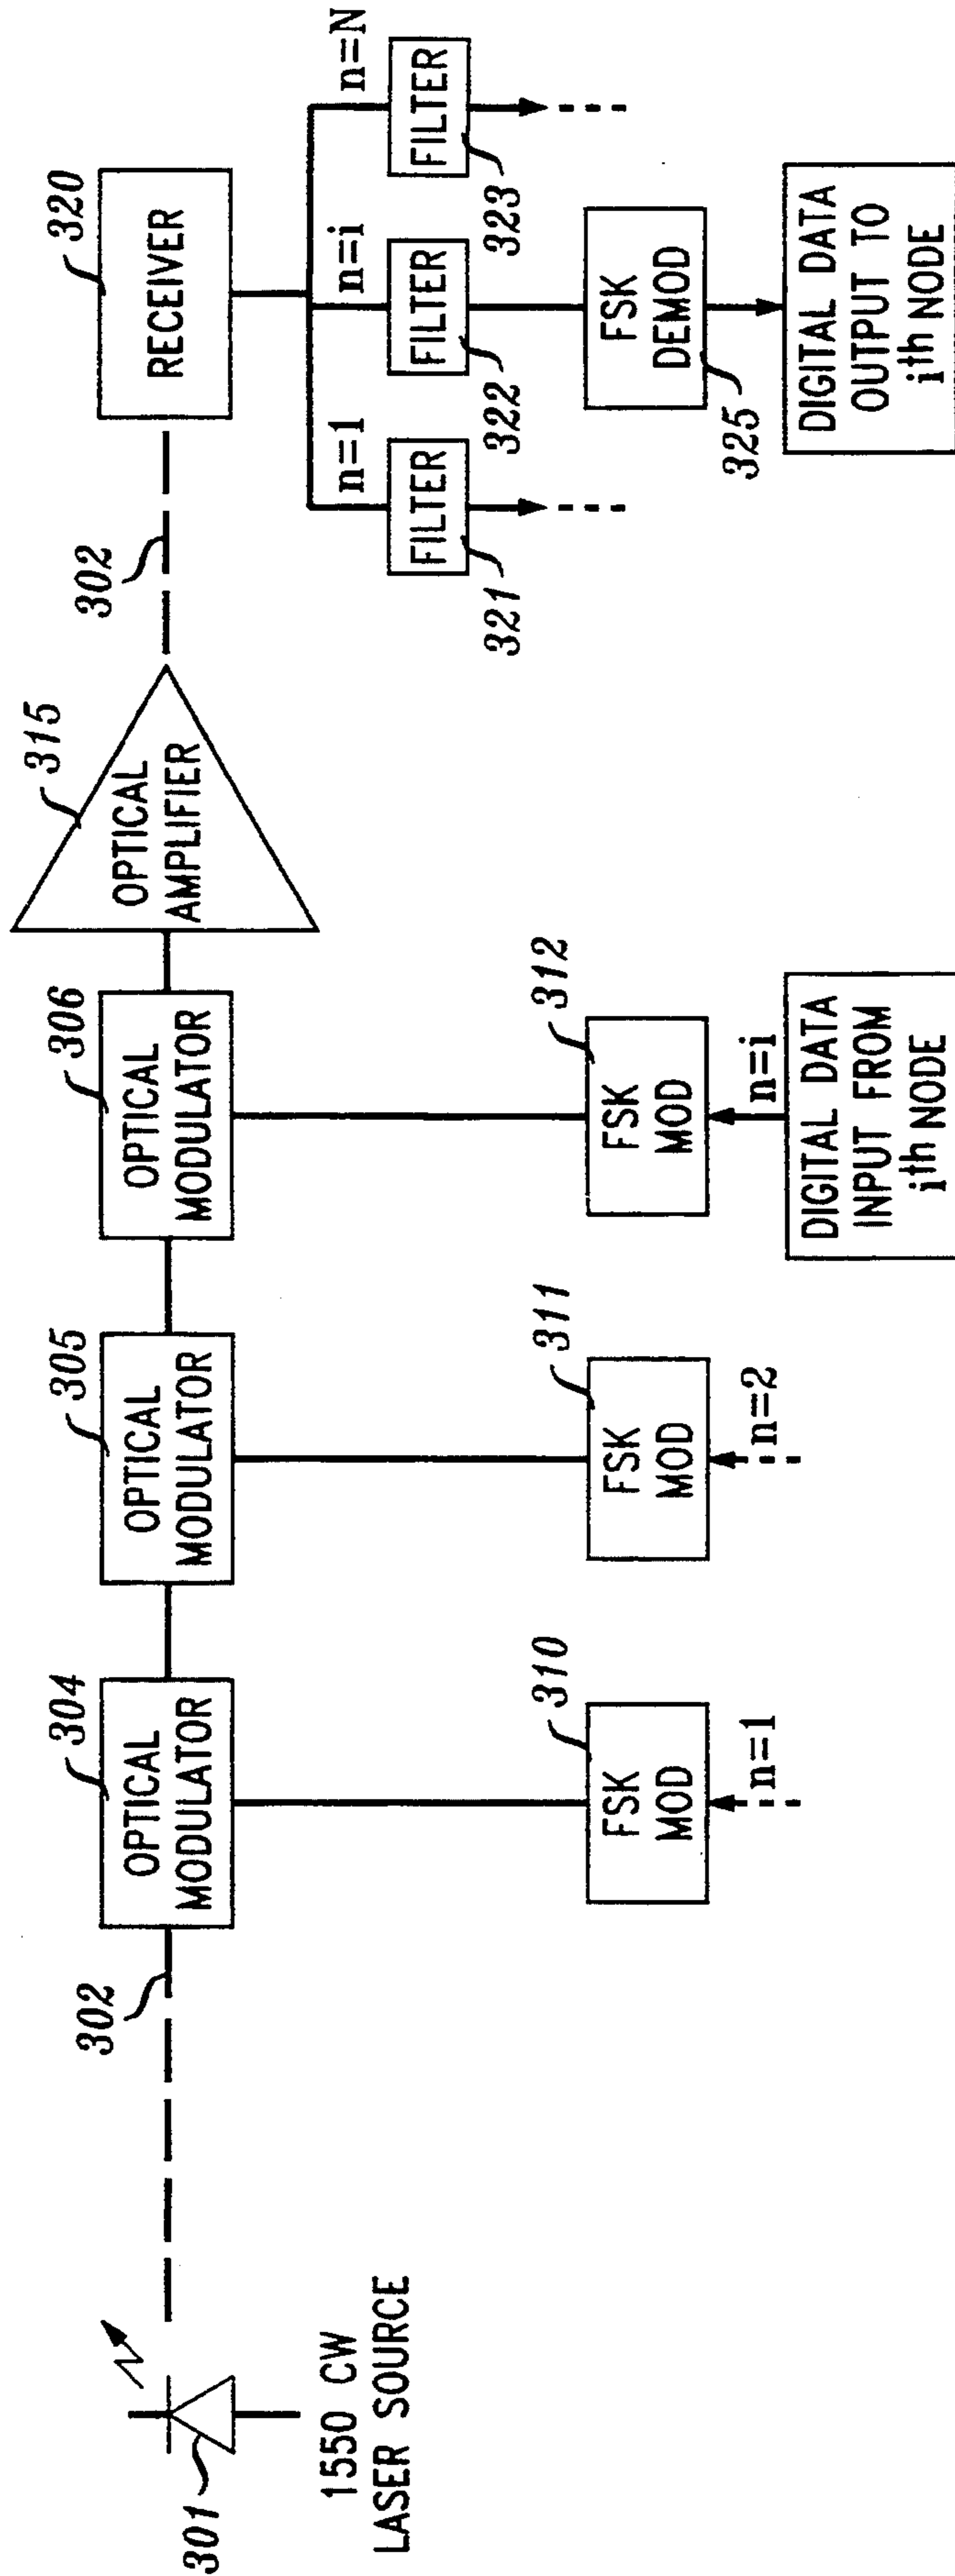 301
1550 CW
LASER SOURCE
302
304
OPTICAL
MODULATOR
305
OPTICAL
MODULATOR
306
OPTICAL
MODULATOR
315
OPTICAL
AMPLIFIER
302
320
RECEIVER
310
FSK
MOD
n=1
311
FSK
MOD
n=2
312
FSK
MOD
n=i
DIGITAL DATA
INPUT FROM
ith NODE
n=1
FILTER
321
n=i
FILTER
322
n=N
FILTER
323
FSK
DEMOD
325
DIGITAL DATA
OUTPUT TO
ith NODE